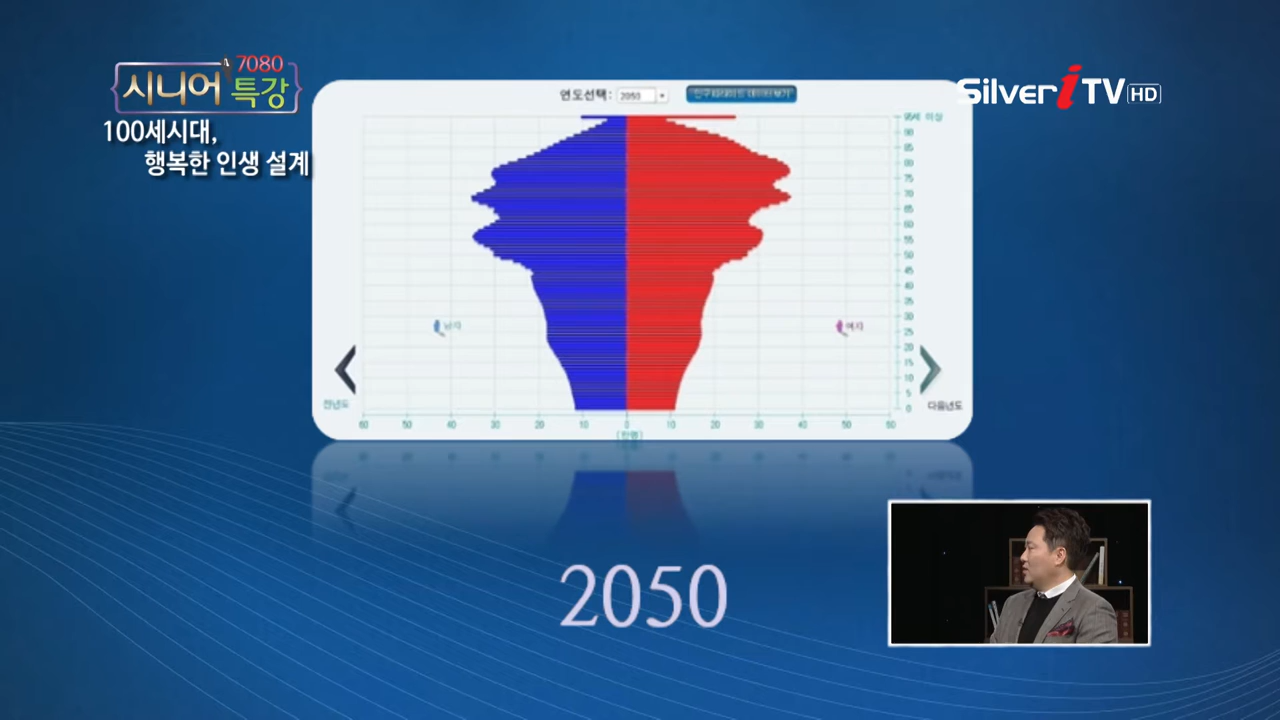 7080
시니어 특강
100세시대,
행복한 인생 설계
Silver i TV HD
연도선택: 2050
95세 이상
90
85
80
75
70
65
60
55
50
45
40
35
30
25
20
15
10
5
0
남자
여자
전년도
다음년도
60 50 40 30 20 10 0 10 20 30 40 50 60
2050